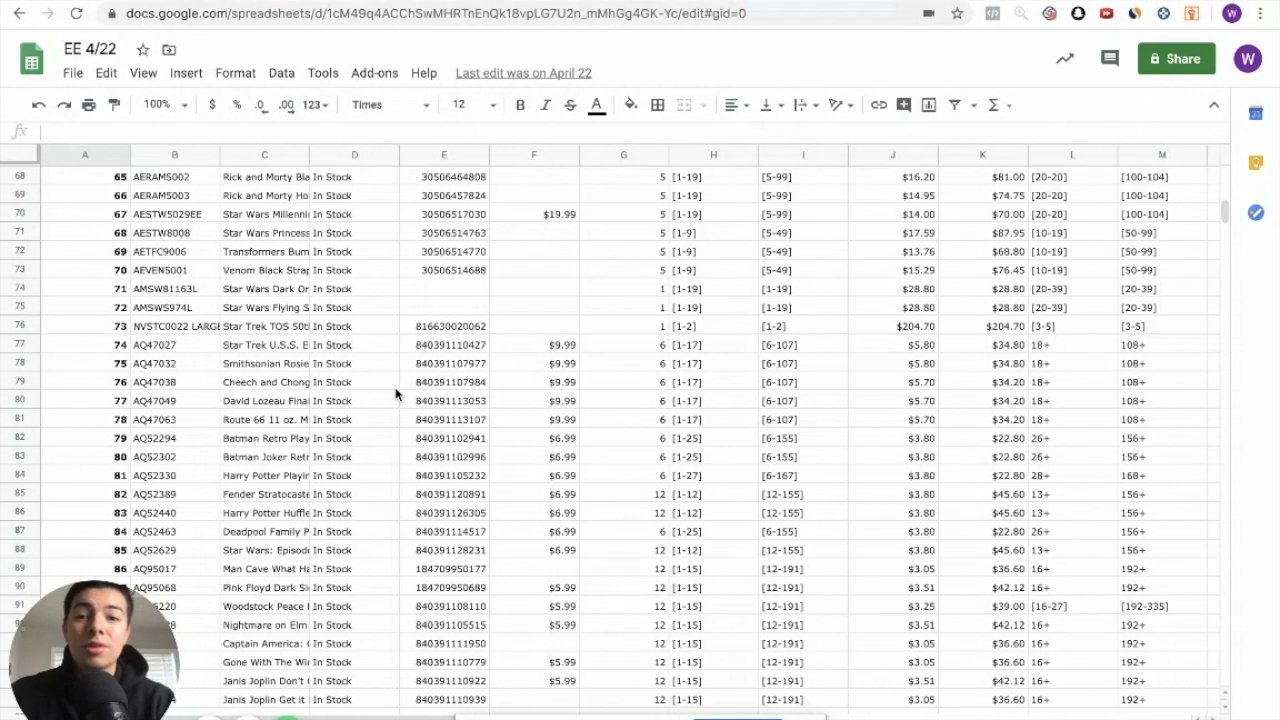 docs.google.com/spreadsheets/d/1cM49q4ACChSwMHRTnEnQk18vpLG7U2n_mMhGg4GK-Yc/edit#gid=0
W
EE 4/22
File Edit View Insert Format Data Tools Add-ons Help Last edit was on April 22
Share
W
100% $ % .0 .00 123 Times 12 B I S A
fx
A B C D E F G H I J K L M
68 65 AERAM5002 Rick and Morty Bla In Stock 30506464808 5 [1-19] [5-99] $16.20 $81.00 [20-20] [100-104]
69 66 AERAM5003 Rick and Morty Ho In Stock 30506457824 5 [1-19] [5-99] $14.95 $74.75 [20-20] [100-104]
70 67 AESTW5029EE Star Wars Millenni In Stock 30506517030 $19.99 5 [1-19] [5-99] $14.00 $70.00 [20-20] [100-104]
71 68 AESTW8008 Star Wars Princess In Stock 30506514763 5 [1-9] [5-49] $17.59 $87.95 [10-19] [50-99]
72 69 AETFC9006 Transformers Bum In Stock 30506514770 5 [1-9] [5-49] $13.76 $68.80 [10-19] [50-99]
73 70 AEVEN5001 Venom Black Strap In Stock 30506514688 5 [1-9] [5-49] $15.29 $76.45 [10-19] [50-99]
74 71 AMSW81163L Star Wars Dark Or In Stock 1 [1-19] [1-19] $28.80 $28.80 [20-39] [20-39]
75 72 AMSWS974L Star Wars Flying S In Stock 1 [1-19] [1-19] $28.80 $28.80 [20-39] [20-39]
76 73 NVSTC0022 LARGE Star Trek TOS 50t In Stock 816630020062 1 [1-2] [1-2] $204.70 $204.70 [3-5] [3-5]
77 74 AQ47027 Star Trek U.S.S. E In Stock 840391110427 $9.99 6 [1-17] [6-107] $5.80 $34.80 18+ 108+
78 75 AQ47032 Smithsonian Rosie In Stock 840391107977 $9.99 6 [1-17] [6-107] $5.80 $34.80 18+ 108+
79 76 AQ47038 Cheech and Chong In Stock 840391107984 $9.99 6 [1-17] [6-107] $5.70 $34.20 18+ 108+
80 77 AQ47049 David Lozeau Final In Stock 840391113053 $9.99 6 [1-17] [6-107] $5.70 $34.20 18+ 108+
81 78 AQ47063 Route 66 11 oz. M In Stock 840391113107 $9.99 6 [1-17] [6-107] $5.70 $34.20 18+ 108+
82 79 AQ52294 Batman Retro Play In Stock 840391102941 $6.99 6 [1-25] [6-155] $3.80 $22.80 26+ 156+
83 80 AQ52302 Batman Joker Retr In Stock 840391102996 $6.99 6 [1-25] [6-155] $3.80 $22.80 26+ 156+
84 81 AQ52330 Harry Potter Playin In Stock 840391105232 $6.99 6 [1-27] [6-167] $3.80 $22.80 28+ 168+
85 82 AQ52389 Fender Stratocaste In Stock 840391120891 $6.99 12 [1-12] [12-155] $3.80 $45.60 13+ 156+
86 83 AQ52440 Harry Potter Huffle In Stock 840391126305 $6.99 12 [1-12] [12-155] $3.80 $45.60 13+ 156+
87 84 AQ52463 Deadpool Family P In Stock 840391114517 $6.99 6 [1-25] [6-155] $3.80 $22.80 26+ 156+
88 85 AQ52629 Star Wars: Episode In Stock 840391128231 $6.99 12 [1-12] [12-155] $3.80 $45.60 13+ 156+
89 86 AQ95017 Man Cave What Ha In Stock 184709950177 12 [1-15] [12-191] $3.05 $36.60 16+ 192+
90 AQ95068 Pink Floyd Dark Si In Stock 184709950689 $5.99 12 [1-15] [12-191] $3.51 $42.12 16+ 192+
91 5220 Woodstock Peace In Stock 840391108110 $5.99 12 [1-15] [12-191] $3.25 $39.00 [16-27] [192-335]
Nightmare on Elm In Stock 840391105515 $5.99 12 [1-15] [12-191] $3.51 $42.12 16+ 192+
Captain America: In Stock 840391111950 12 [1-15] [12-191] $3.05 $36.60 16+ 192+
Gone With The Wi In Stock 840391110779 $5.99 12 [1-15] [12-191] $3.51 $42.12 16+ 192+
Janis Joplin Don't In Stock 840391110922 $5.99 12 [1-15] [12-191] $3.51 $42.12 16+ 192+
Janis Joplin Get it In Stock 840391110939 12 [1-15] [12-191] $3.05 $36.60 16+ 192+